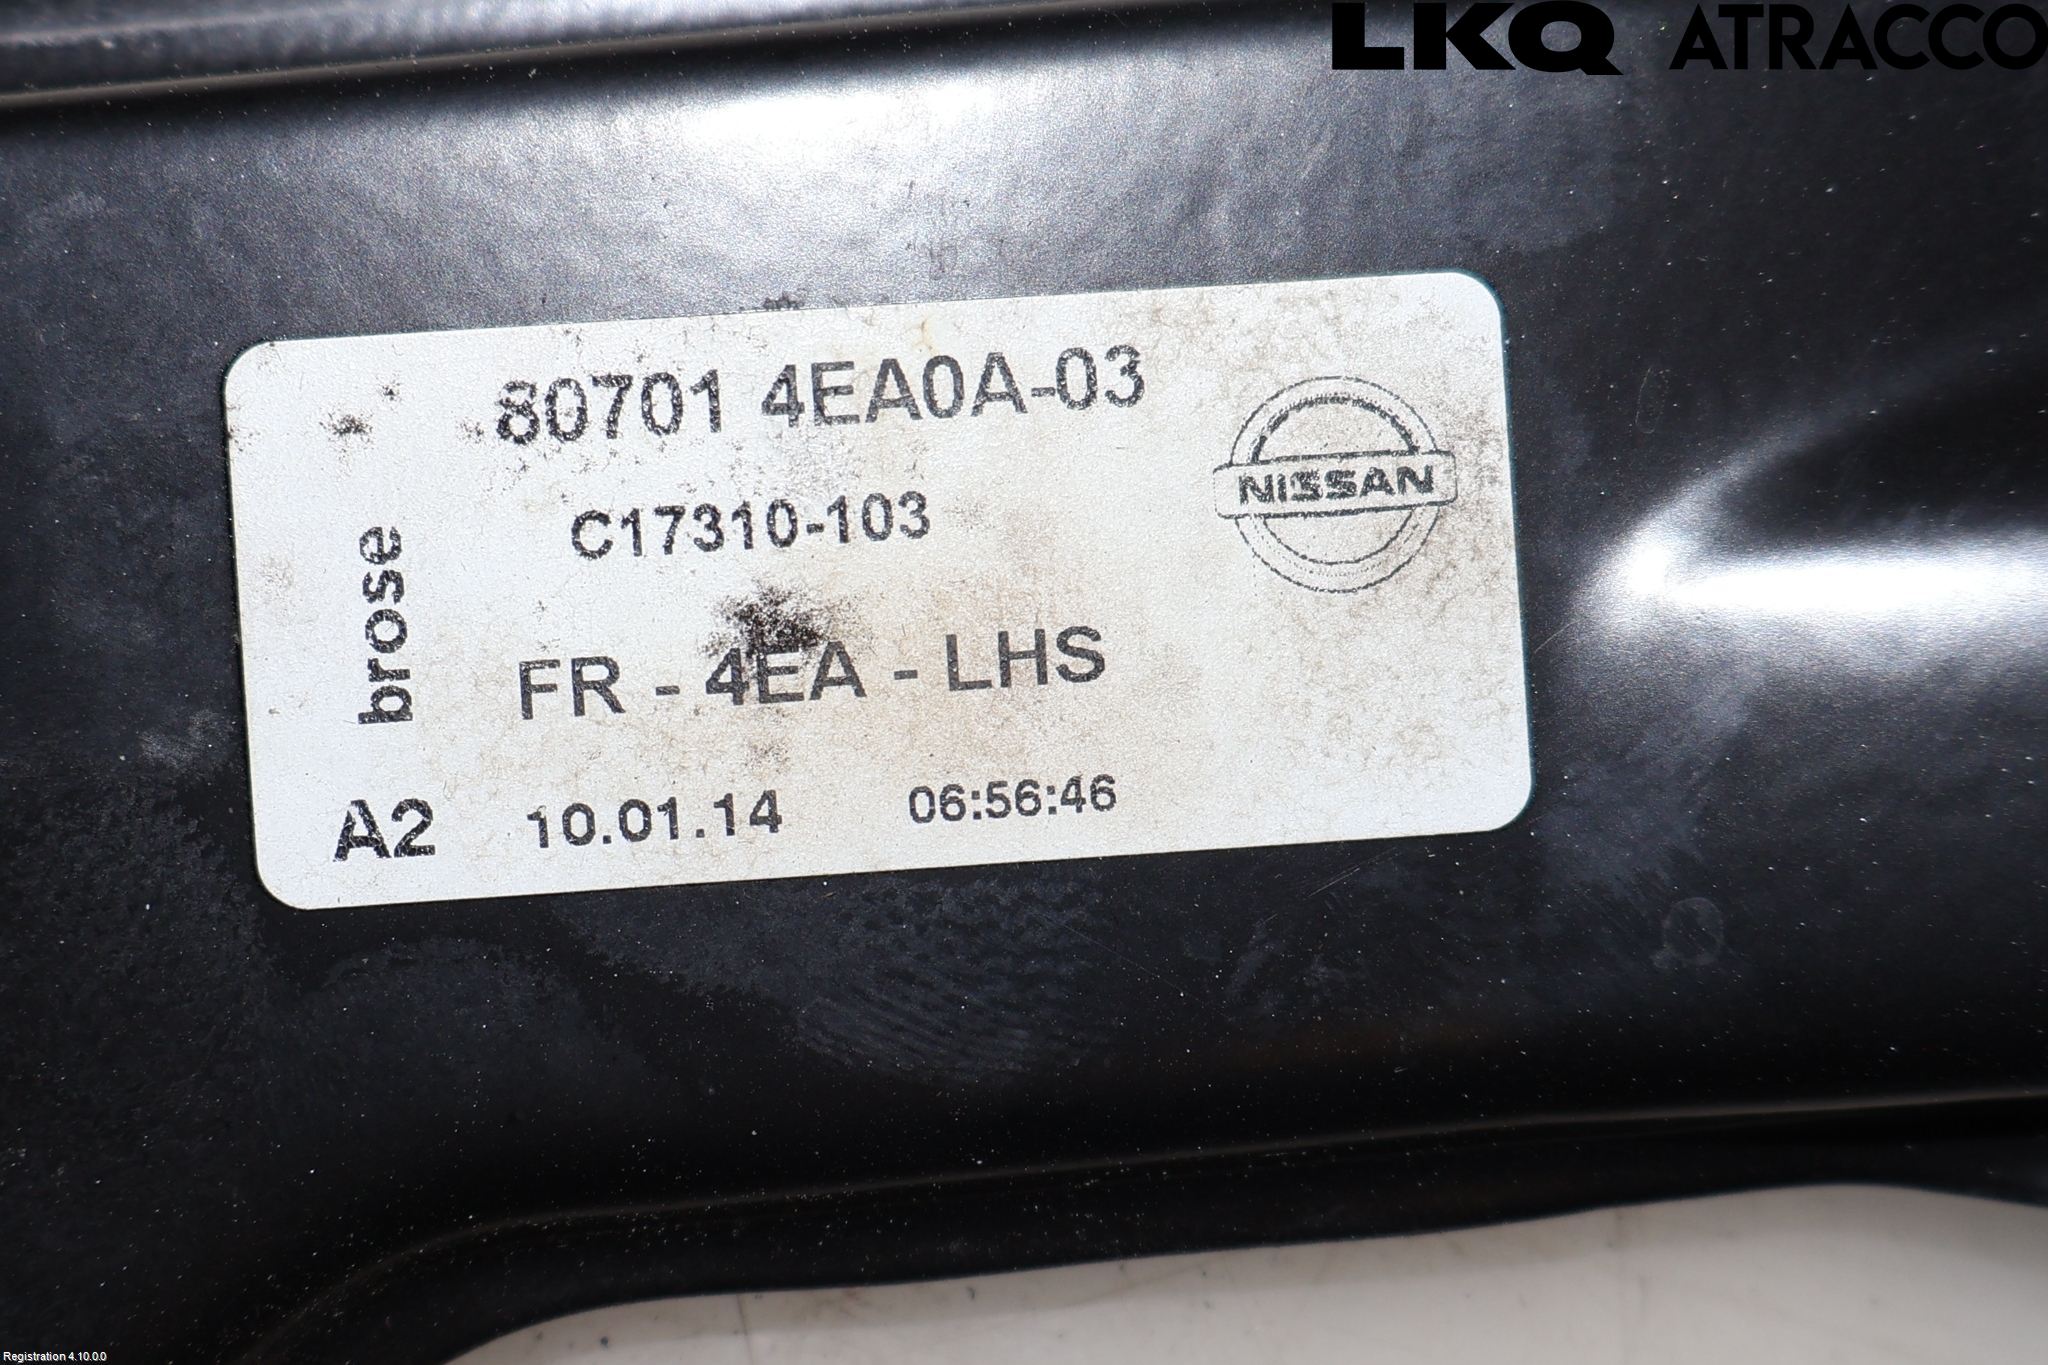 LKQ ATRACCO
80701 4EA0A-03
NISSAN
C17310-103
brose
FR - 4EA - LHS
A2 10.01.14 06:56:46
Registration 4.10.0.0